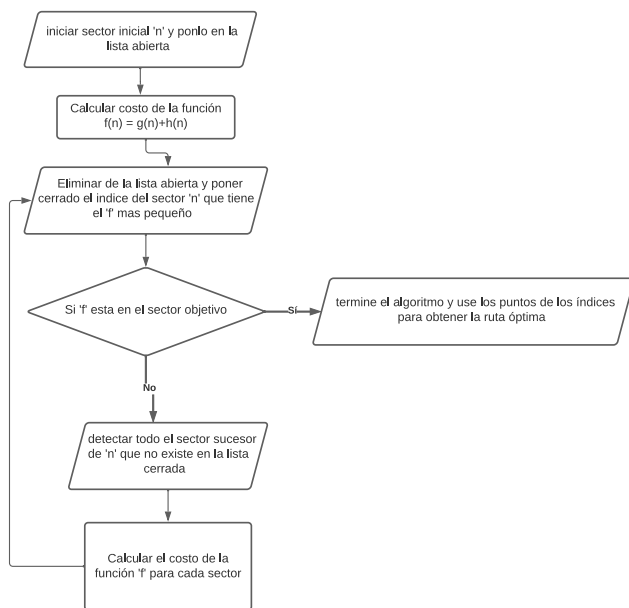 iniciar sector inicial 'n' y ponlo en la
lista abierta
Calcular costo de la función
f(n) = g(n)+h(n)
Eliminar de la lista abierta y poner
cerrado el indice del sector 'n' que tiene
el 'f' mas pequeño
Si 'f' esta en el sector objetivo
Sí
termine el algoritmo y use los puntos de los índices
para obtener la ruta óptima
No
detectar todo el sector sucesor
de 'n' que no existe en la lista
cerrada
Calcular el costo de la
función 'f' para cada sector